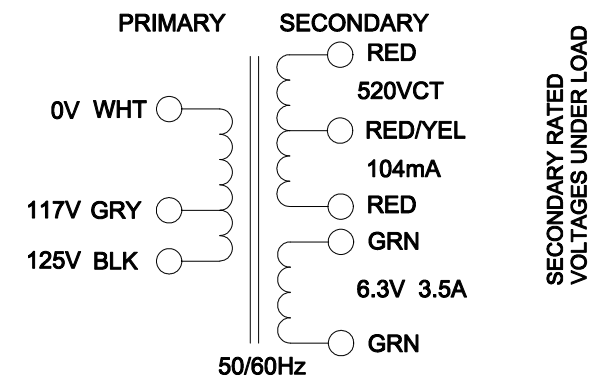 PRIMARY
SECONDARY
RED
520VCT
0V WHT
RED/YEL
104mA
117V GRY
RED
GRN
125V BLK
6.3V 3.5A
GRN
50/60Hz
SECONDARY RATED
VOLTAGES UNDER LOAD